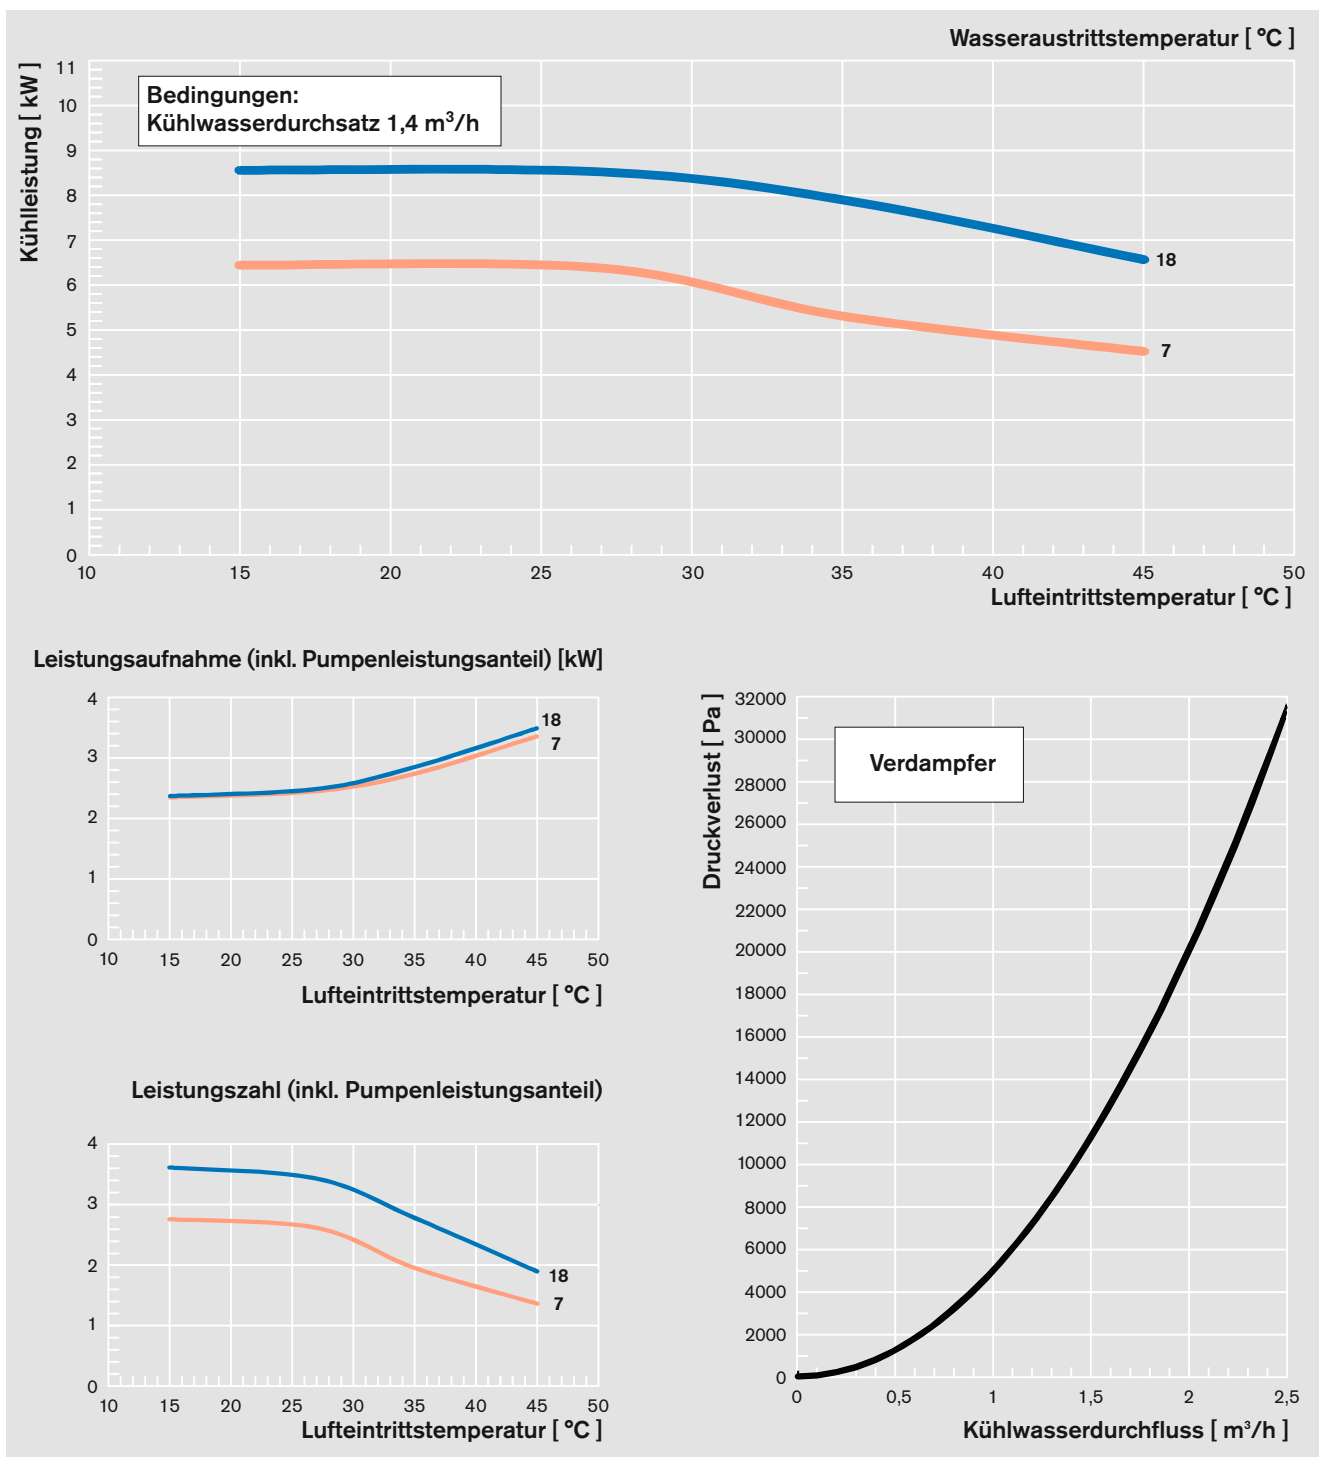 Wasseraustrittstemperatur [ °C ]
Kühlleistung [ kW ]
11
10
9
8
7
6
5
4
3
2
1
0
Bedingungen:
Kühlwasserdurchsatz 1,4 m³/h
18
7
10 15 20 25 30 35 40 45 50
Lufteintrittstemperatur [ °C ]
Leistungsaufnahme (inkl. Pumpenleistungsanteil) [kW]
4
3
2
1
0
18
7
10 15 20 25 30 35 40 45 50
Lufteintrittstemperatur [ °C ]
Leistungszahl (inkl. Pumpenleistungsanteil)
4
3
2
1
0
18
7
10 15 20 25 30 35 40 45 50
Lufteintrittstemperatur [ °C ]
Druckverlust [ Pa ]
32000
30000
28000
26000
24000
22000
20000
18000
16000
14000
12000
10000
8000
6000
4000
2000
0
Verdampfer
0 0,5 1 1,5 2 2,5
Kühlwasserdurchfluss [ m³/h ]